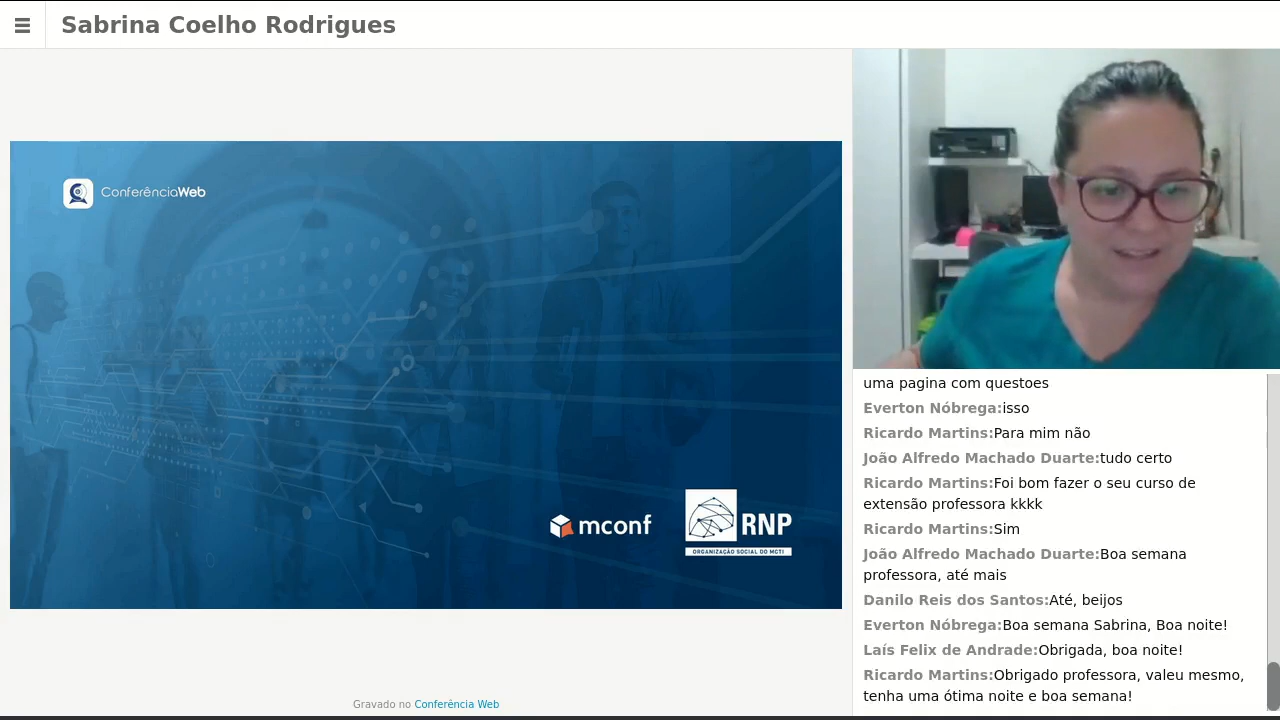 Sabrina Coelho Rodrigues
ConferênciaWeb
mconf
RNP
ORGANIZAÇÃO SOCIAL DO MCTI
Gravado no Conferência Web
uma pagina com questoes
Everton Nóbrega:isso
Ricardo Martins:Para mim não
João Alfredo Machado Duarte:tudo certo
Ricardo Martins:Foi bom fazer o seu curso de
extensão professora kkkk
Ricardo Martins:Sim
João Alfredo Machado Duarte:Boa semana
professora, até mais
Danilo Reis dos Santos:Até, beijos
Everton Nóbrega:Boa semana Sabrina, Boa noite!
Laís Felix de Andrade:Obrigada, boa noite!
Ricardo Martins:Obrigado professora, valeu mesmo,
tenha uma ótima noite e boa semana!